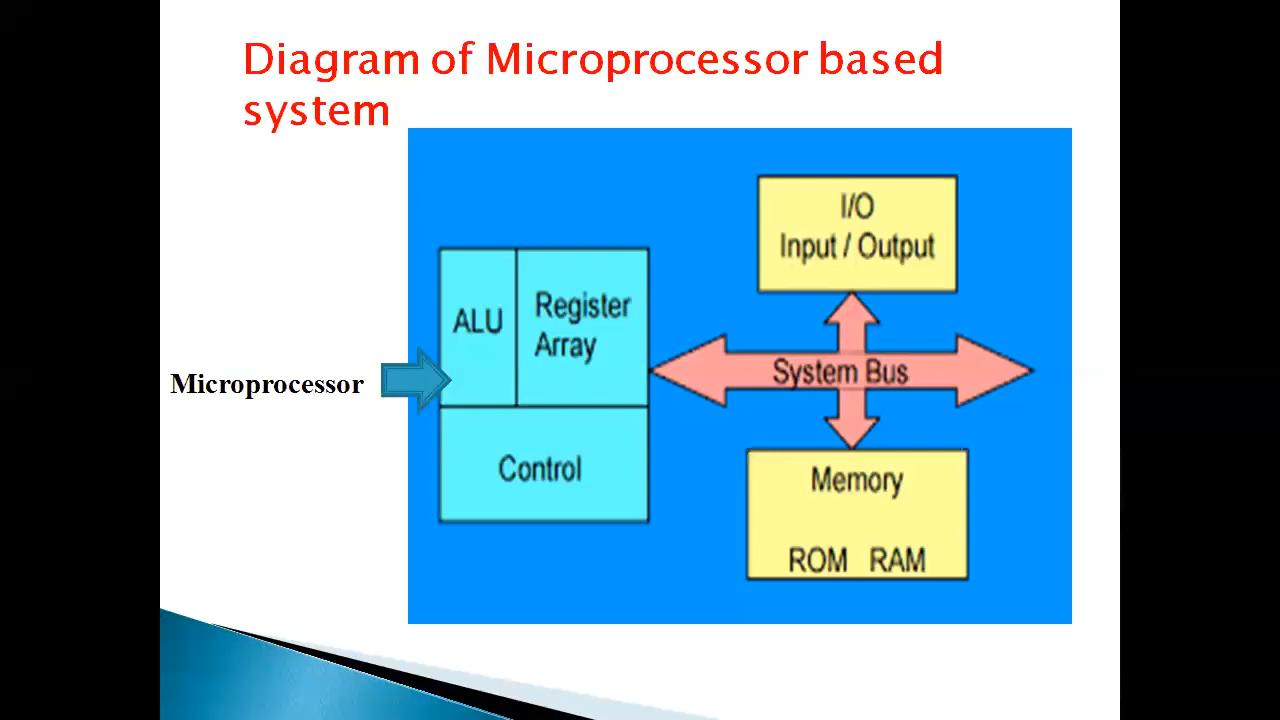 Diagram of Microprocessor based
system
I/O
Input / Output
ALU
Register
Array
System Bus
Microprocessor
Control
Memory
ROM RAM